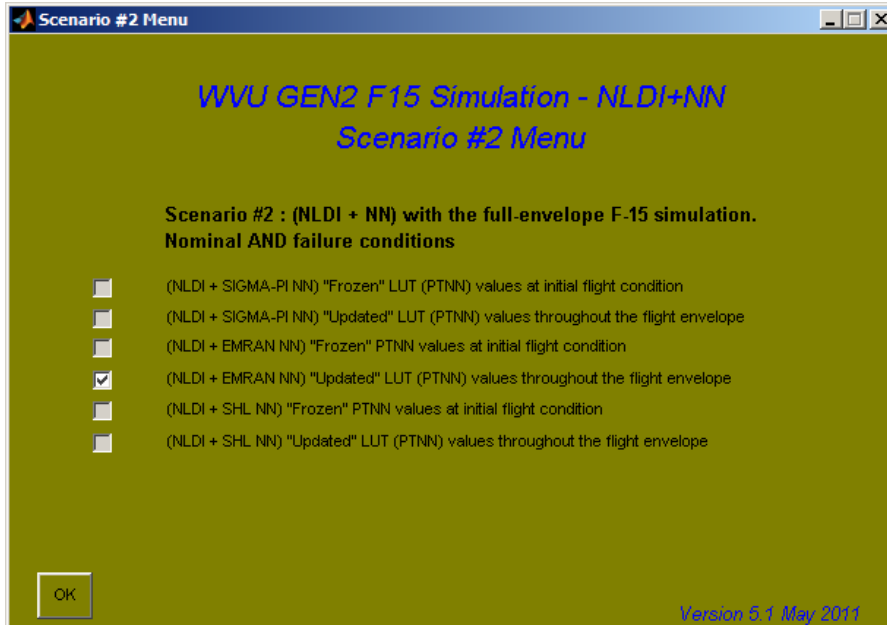 Scenario #2 Menu
WVU GEN2 F15 Simulation - NLDI+NN
Scenario #2 Menu
Scenario #2 : (NLDI + NN) with the full-envelope F-15 simulation.
Nominal AND failure conditions
(NLDI + SIGMA-PI NN) "Frozen" LUT (PTNN) values at initial flight condition
(NLDI + SIGMA-PI NN) "Updated" LUT (PTNN) values throughout the flight envelope
(NLDI + EMRAN NN) "Frozen" PTNN values at initial flight condition
(NLDI + EMRAN NN) "Updated" LUT (PTNN) values throughout the flight envelope
(NLDI + SHL NN) "Frozen" PTNN values at initial flight condition
(NLDI + SHL NN) "Updated" LUT (PTNN) values throughout the flight envelope
OK
Version 5.1 May 2011